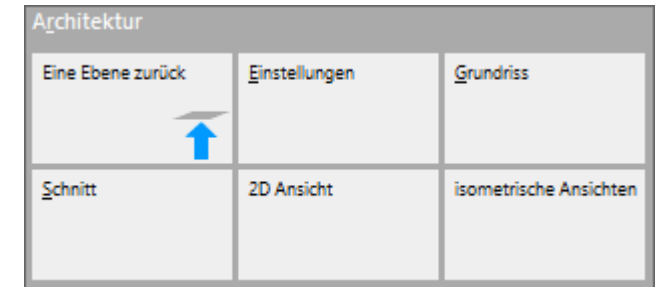 Architektur
Eine Ebene zurück
Einstellungen
Grundriss
Schnitt
2D Ansicht
isometrische Ansichten